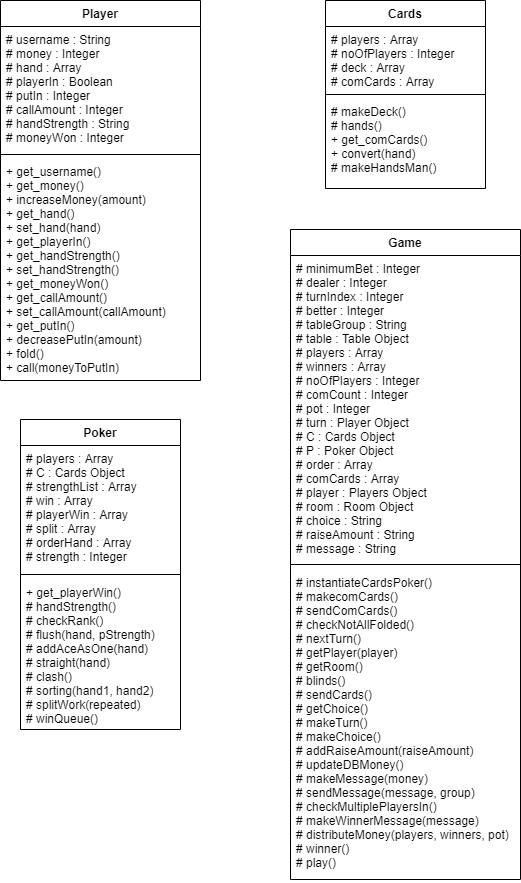 Player
# username : String
# money : Integer
# hand : Array
# playerIn : Boolean
# putIn : Integer
# callAmount : Integer
# handStrength : String
# moneyWon : Integer
+ get_username()
+ get_money()
+ increaseMoney(amount)
+ get_hand()
+ set_hand(hand)
+ get_playerIn()
+ get_handStrength()
+ set_handStrength()
+ get_moneyWon()
+ get_callAmount()
+ set_callAmount(callAmount)
+ get_putIn()
+ decreasePutIn(amount)
+ fold()
+ call(moneyToPutIn)
Cards
# players : Array
# noOfPlayers : Integer
# deck : Array
# comCards : Array
# makeDeck()
# hands()
+ get_comCards()
+ convert(hand)
# makeHandsMan()
Poker
# players : Array
# C : Cards Object
# strengthList : Array
# win : Array
# playerWin : Array
# split : Array
# orderHand : Array
# strength : Integer
+ get_playerWin()
# handStrength()
# checkRank()
# flush(hand, pStrength)
# addAceAsOne(hand)
# straight(hand)
# clash()
# sorting(hand1, hand2)
# splitWork(repeated)
# winQueue()
Game
# minimumBet : Integer
# dealer : Integer
# turnIndex : Integer
# better : Integer
# tableGroup : String
# table : Table Object
# players : Array
# winners : Array
# noOfPlayers : Integer
# comCount : Integer
# pot : Integer
# turn : Player Object
# C : Cards Object
# P : Poker Object
# order : Array
# comCards : Array
# player : Players Object
# room : Room Object
# choice : String
# raiseAmount : String
# message : String
# instantiateCardsPoker()
# makecomCards()
# sendComCards()
# checkNotAllFolded()
# nextTurn()
# getPlayer(player)
# getRoom()
# blinds()
# sendCards()
# getChoice()
# makeTurn()
# makeChoice()
# addRaiseAmount(raiseAmount)
# updateDBMoney()
# makeMessage(money)
# sendMessage(message, group)
# checkMultiplePlayersIn()
# makeWinnerMessage(message)
# distributeMoney(players, winners, pot)
# winner()
# play()